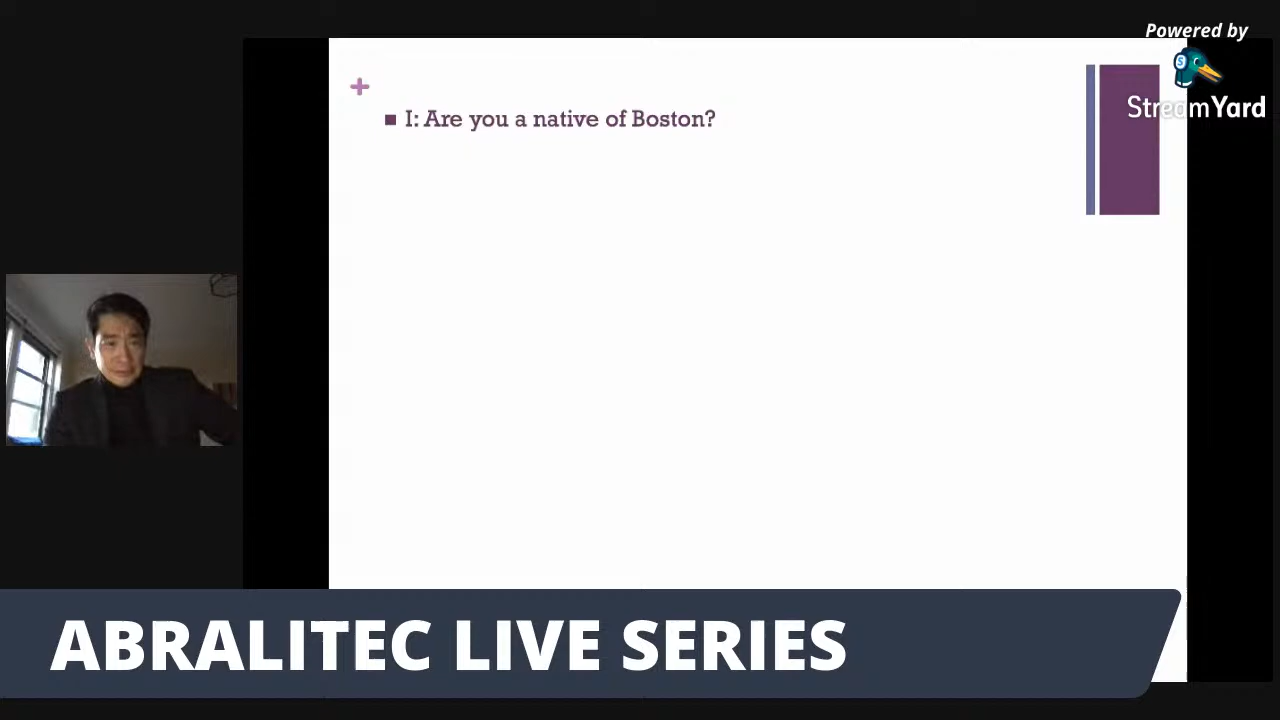 Powered by
StreamYard
+
■ I: Are you a native of Boston?
ABRALITEC LIVE SERIES